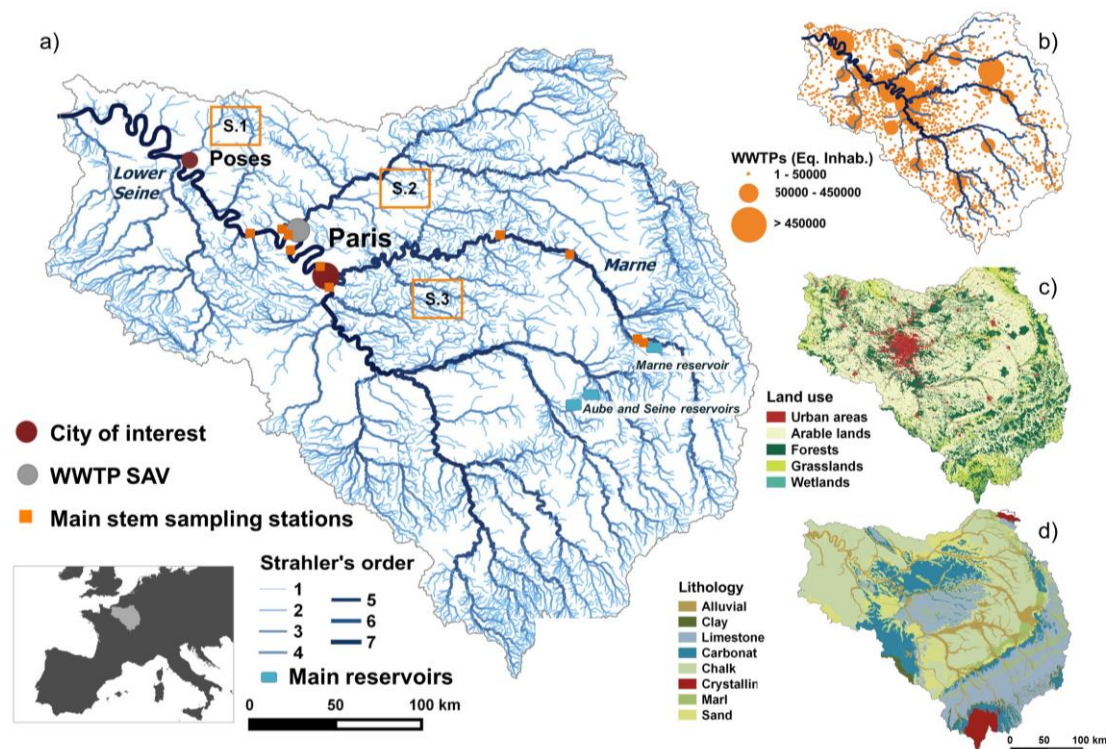 a)
S.1
Poses
Lower
Seine
S.2
Paris
Marne
S.3
Marne reservoir
Aube and Seine reservoirs
City of interest
WWTP SAV
Main stem sampling stations
Strahler's order
1
2
3
4
5
6
7
Main reservoirs
0 50 100 km
b)
WWTPs (Eq. Inhab.)
1 - 50000
50000 - 450000
> 450000
c)
Land use
Urban areas
Arable lands
Forests
Grasslands
Wetlands
d)
Lithology
Alluvial
Clay
Limestone
Carbonat
Chalk
Crystallin
Marl
Sand
0 50 100 km